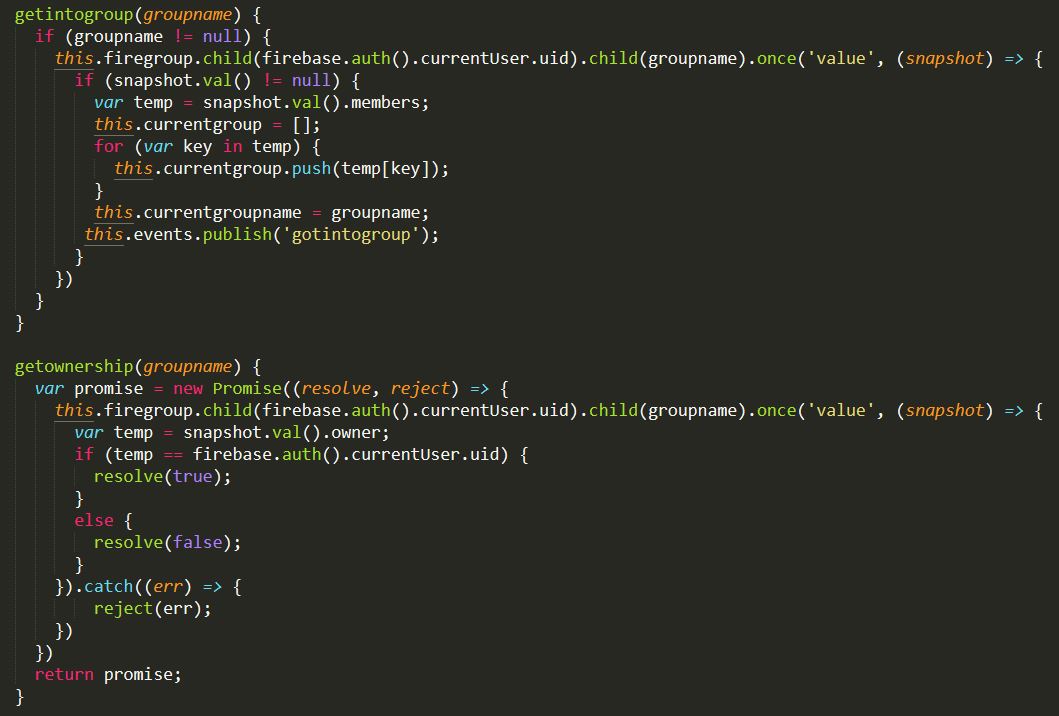 getintogroup(groupname) {
  if (groupname != null) {
    this.firegroup.child(firebase.auth().currentUser.uid).child(groupname).once('value', (snapshot) => {
      if (snapshot.val() != null) {
        var temp = snapshot.val().members;
        this.currentgroup = [];
        for (var key in temp) {
          this.currentgroup.push(temp[key]);
        }
        this.currentgroupname = groupname;
       this.events.publish('gotintogroup');
      }
    })
  }
}

getownership(groupname) {
  var promise = new Promise((resolve, reject) => {
    this.firegroup.child(firebase.auth().currentUser.uid).child(groupname).once('value', (snapshot) => {
      var temp = snapshot.val().owner;
      if (temp == firebase.auth().currentUser.uid) {
        resolve(true);
      }
      else {
        resolve(false);
      }
    }).catch((err) => {
        reject(err);
    })
  })
  return promise;
}